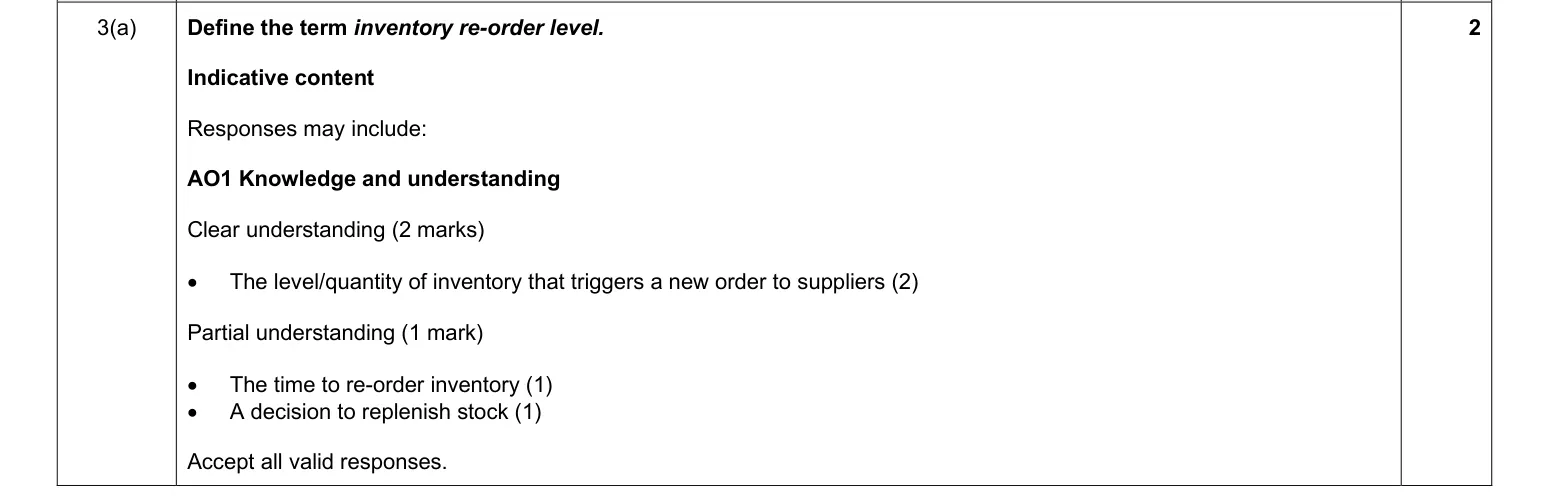 3(a) Define the term inventory re-order level. 2
Indicative content
Responses may include:
AO1 Knowledge and understanding
Clear understanding (2 marks)
• The level/quantity of inventory that triggers a new order to suppliers (2)
Partial understanding (1 mark)
• The time to re-order inventory (1)
• A decision to replenish stock (1)
Accept all valid responses.